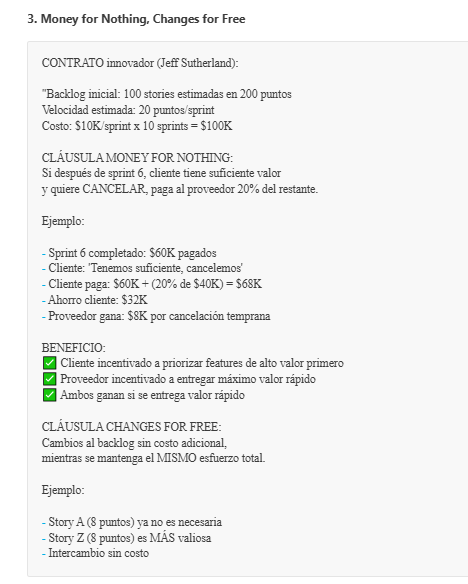 3. Money for Nothing, Changes for Free
CONTRATO innovador (Jeff Sutherland):
"Backlog inicial: 100 stories estimadas en 200 puntos
Velocidad estimada: 20 puntos/sprint
Costo: $10K/sprint x 10 sprints = $100K
CLÁUSULA MONEY FOR NOTHING:
Si después de sprint 6, cliente tiene suficiente valor
y quiere CANCELAR, paga al proveedor 20% del restante.
Ejemplo:
- Sprint 6 completado: $60K pagados
- Cliente: 'Tenemos suficiente, cancelemos'
- Cliente paga: $60K + (20% de $40K) = $68K
- Ahorro cliente: $32K
- Proveedor gana: $8K por cancelación temprana
BENEFICIO:
✅ Cliente incentivado a priorizar features de alto valor primero
✅ Proveedor incentivado a entregar máximo valor rápido
✅ Ambos ganan si se entrega valor rápido
CLÁUSULA CHANGES FOR FREE:
Cambios al backlog sin costo adicional,
mientras se mantenga el MISMO esfuerzo total.
Ejemplo:
- Story A (8 puntos) ya no es necesaria
- Story Z (8 puntos) es MÁS valiosa
- Intercambio sin costo